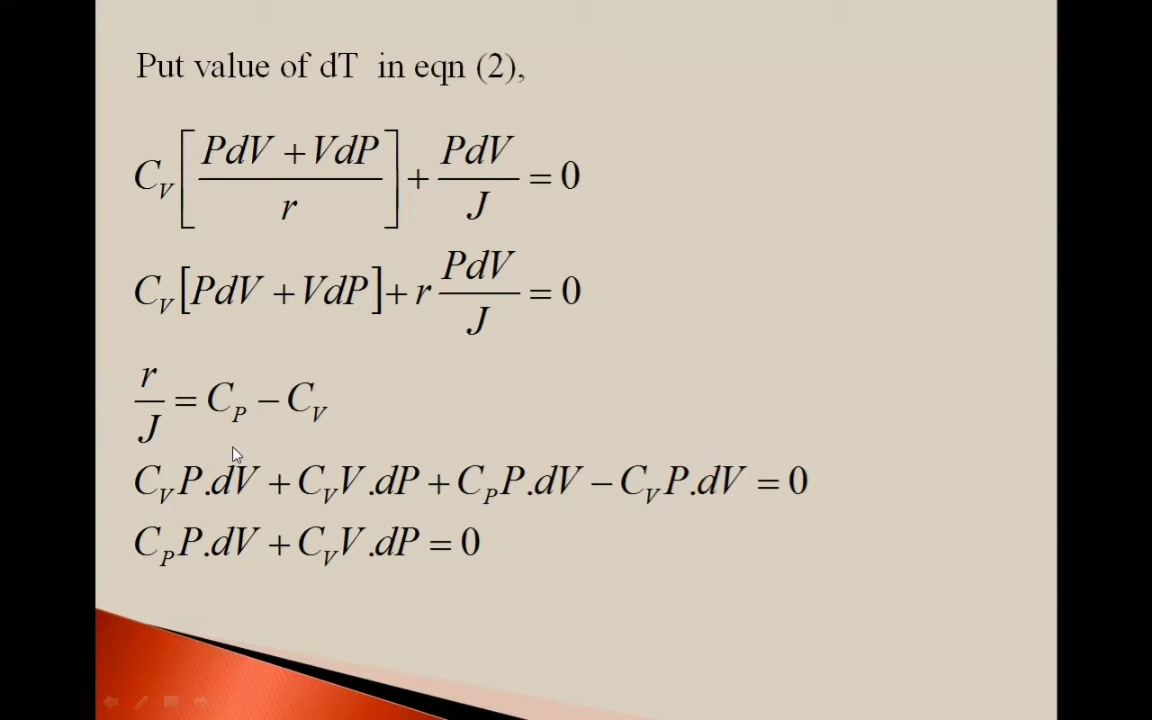 Put value of dT in eqn (2),
C_V [ (PdV + VdP) / r ] + PdV / J = 0
C_V [PdV + VdP] + r PdV / J = 0
r / J = C_P − C_V
C_V P.dV + C_V V.dP + C_P P.dV − C_V P.dV = 0
C_P P.dV + C_V V.dP = 0